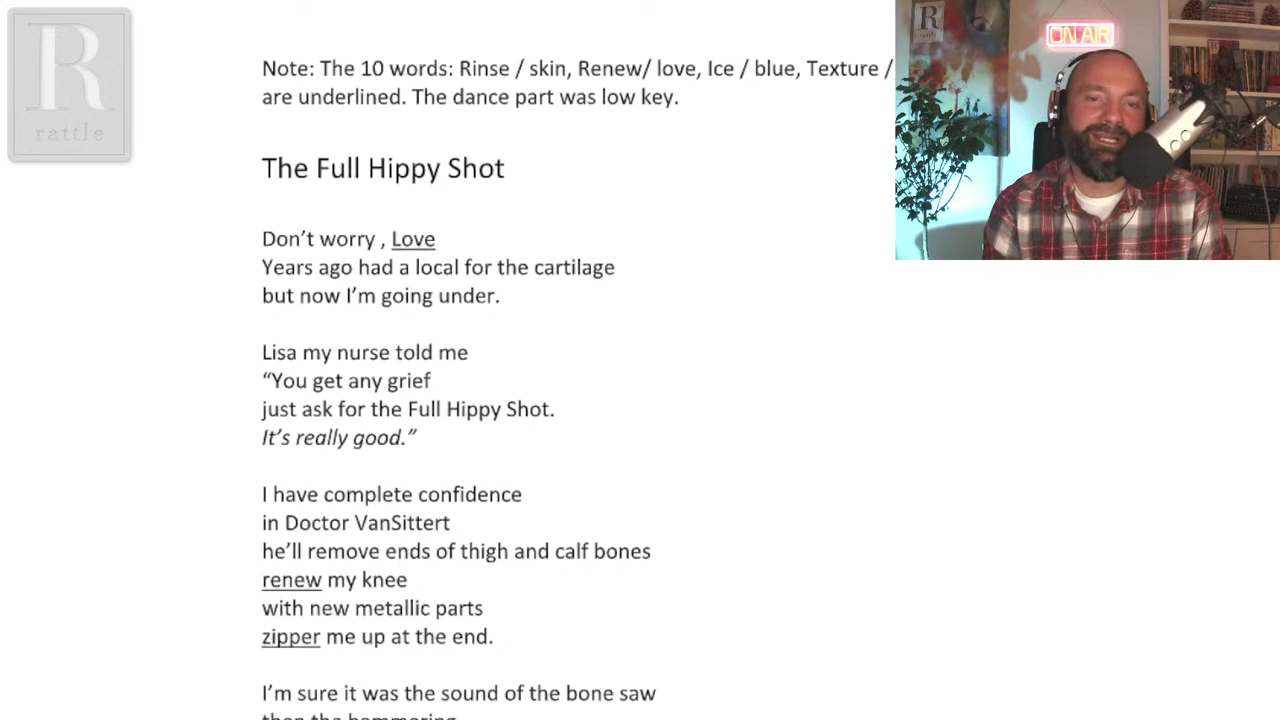 R
rattle
Note: The 10 words: Rinse / skin, Renew/ love, Ice / blue, Texture /
are underlined. The dance part was low key.
The Full Hippy Shot
Don’t worry , Love
Years ago had a local for the cartilage
but now I’m going under.
Lisa my nurse told me
“You get any grief
just ask for the Full Hippy Shot.
It’s really good.”
I have complete confidence
in Doctor VanSittert
he’ll remove ends of thigh and calf bones
renew my knee
with new metallic parts
zipper me up at the end.
I’m sure it was the sound of the bone saw
then the hammering
R
ON AIR